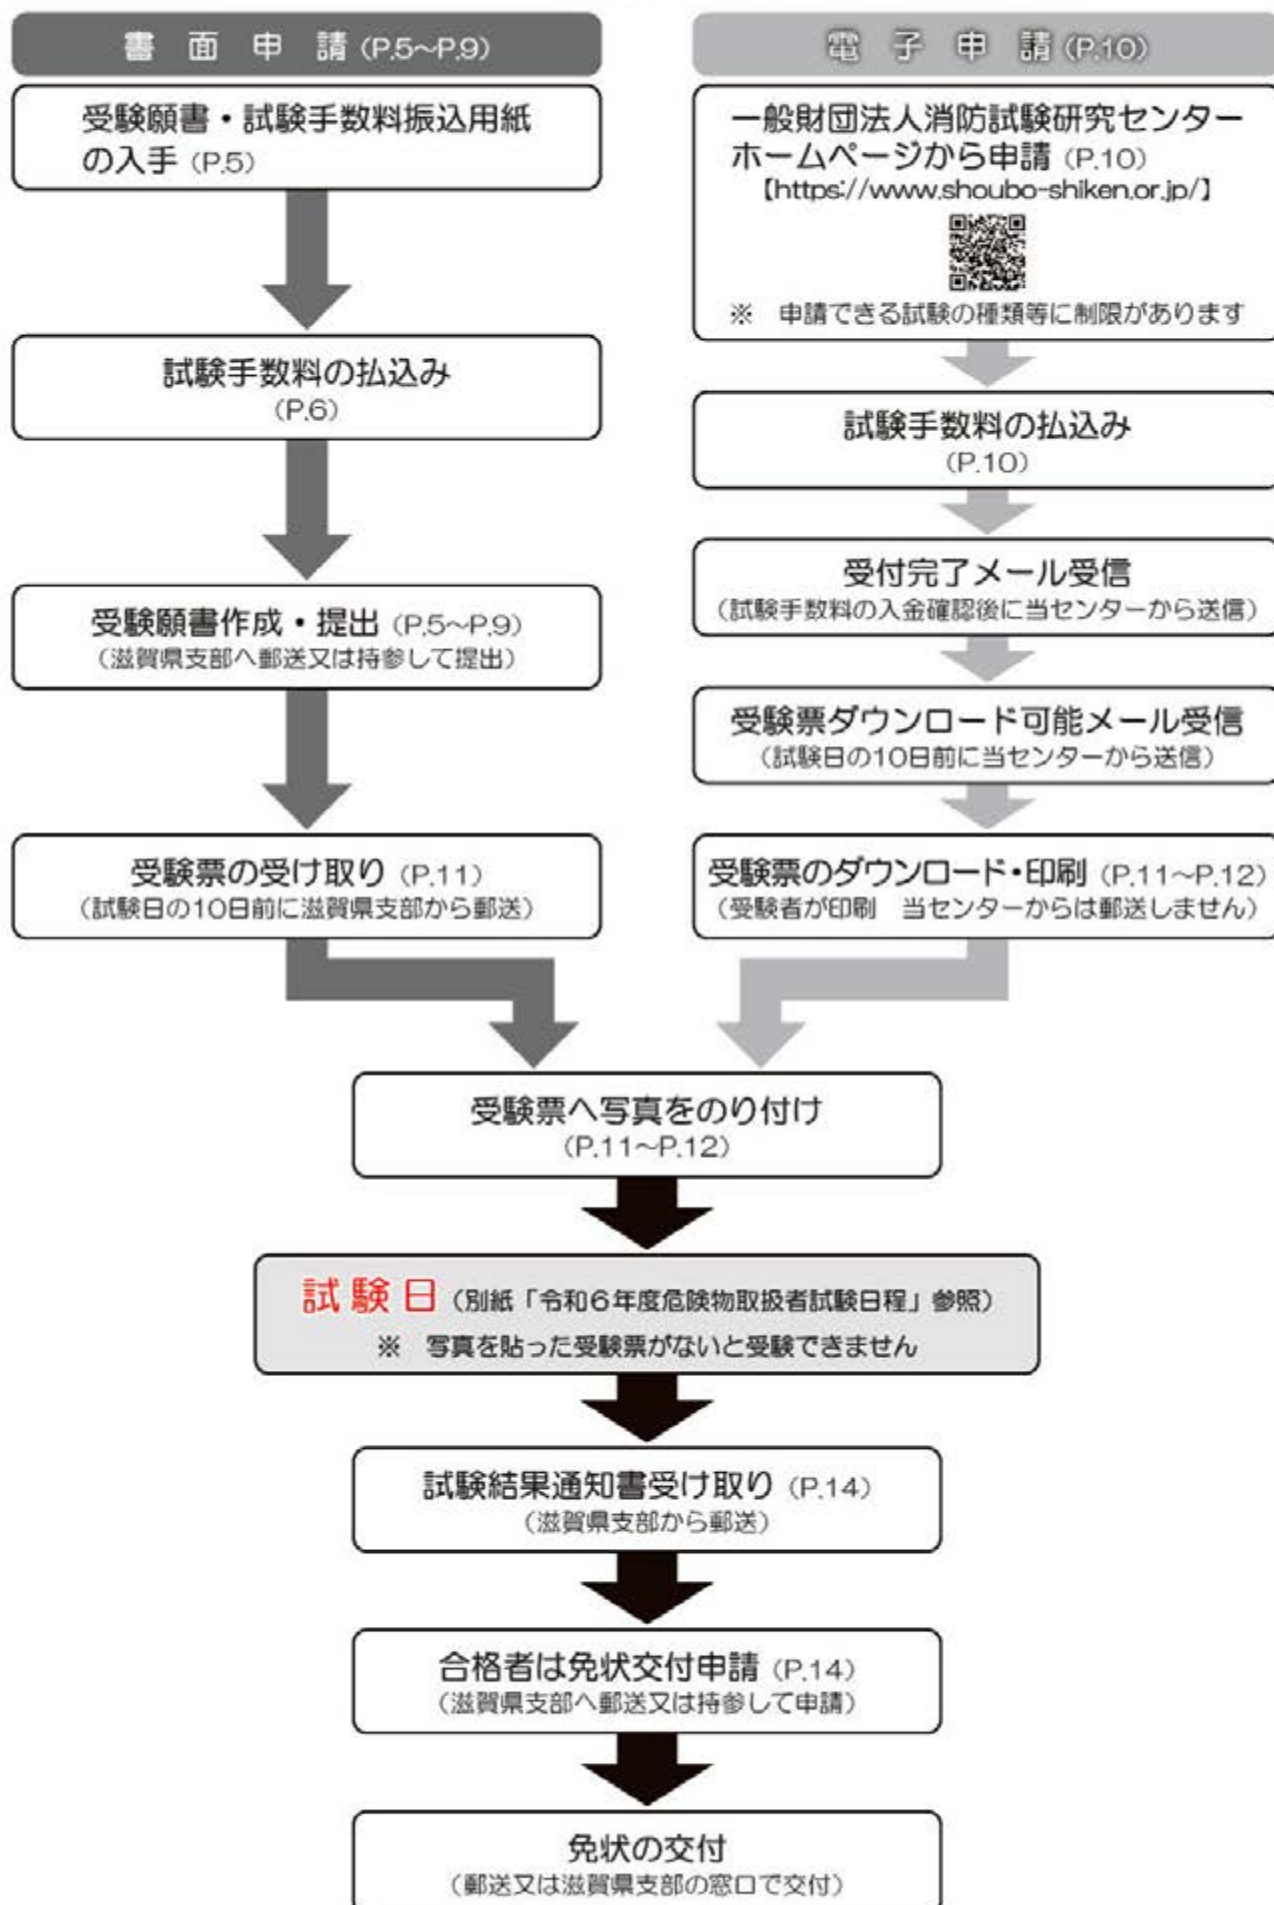 書面申請(P.5～P.9)
受験願書・試験手数料振込用紙
の入手(P.5)
試験手数料の払込み
(P.6)
受験願書作成・提出(P.5～P.9)
(滋賀県支部へ郵送又は持参して提出)
受験票の受け取り(P.11)
(試験日の10日前に滋賀県支部から郵送)
電子申請(P.10)
一般財団法人消防試験研究センター
ホームページから申請(P.10)
【https://www.shoubo-shiken.or.jp/】
※ 申請できる試験の種類等に制限があります
試験手数料の払込み
(P.10)
受付完了メール受信
(試験手数料の入金確認後に当センターから送信)
受験票ダウンロード可能メール受信
(試験日の10日前に当センターから送信)
受験票のダウンロード・印刷(P.11～P.12)
(受験者が印刷 当センターからは郵送しません)
受験票へ写真をのり付け
(P.11～P.12)
試験日(別紙「令和6年度危険物取扱者試験日程」参照)
※ 写真を貼った受験票がないと受験できません
試験結果通知書受け取り(P.14)
(滋賀県支部から郵送)
合格者は免状交付申請(P.14)
(滋賀県支部へ郵送又は持参して申請)
免状の交付
(郵送又は滋賀県支部の窓口で交付)